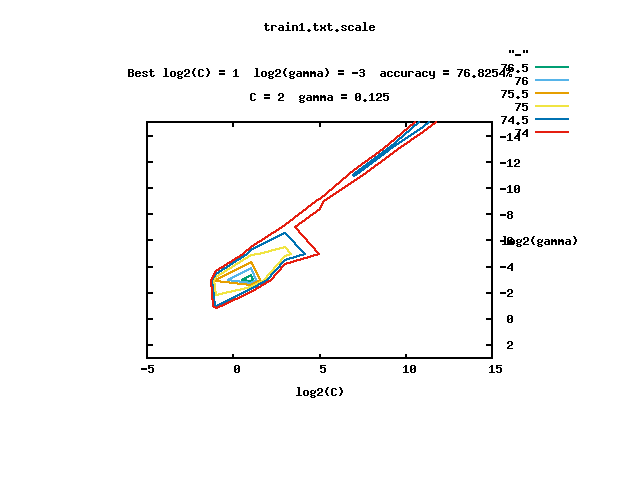 train1.txt.scale
"-"
Best log2(C) = 1  log2(gamma) = -3  accuracy = 76.8254%
76.5
76
C = 2  gamma = 0.125
75.5
75
74.5
74
-14
-12
-10
-8
-6
log2(gamma)
-4
-2
0
2
-5 0 5 10 15
log2(C)